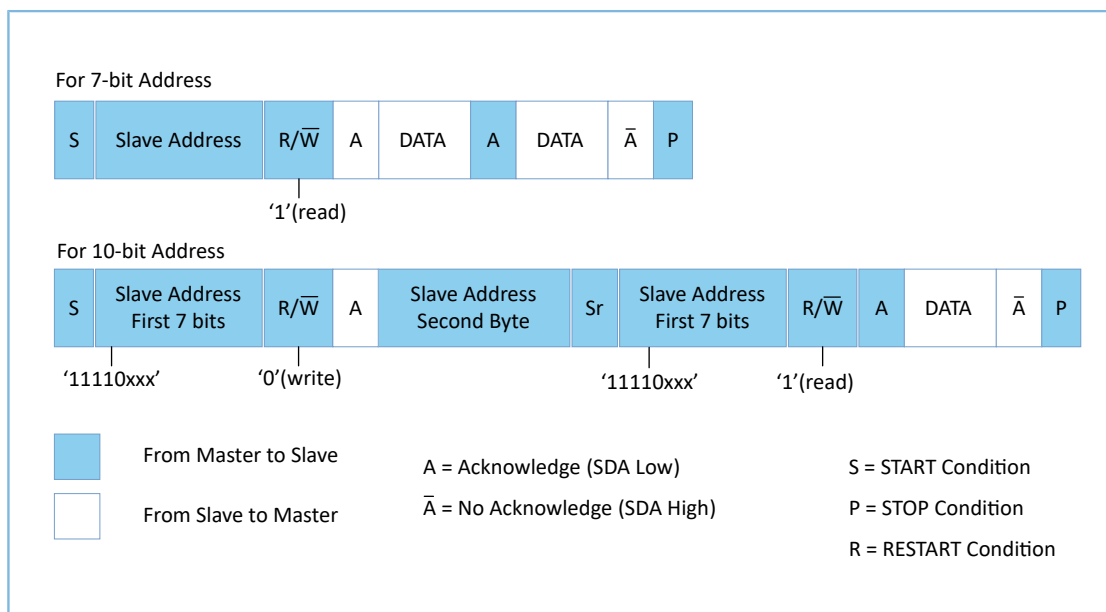 For 7-bit Address
S Slave Address R/W̅ A DATA A DATA A̅ P
‘1’(read)
For 10-bit Address
S Slave Address First 7 bits R/W̅ A Slave Address Second Byte Sr Slave Address First 7 bits R/W̅ A DATA A̅ P
‘11110xxx’ ‘0’(write) ‘11110xxx’ ‘1’(read)
From Master to Slave
From Slave to Master
A = Acknowledge (SDA Low)
A̅ = No Acknowledge (SDA High)
S = START Condition
P = STOP Condition
R = RESTART Condition